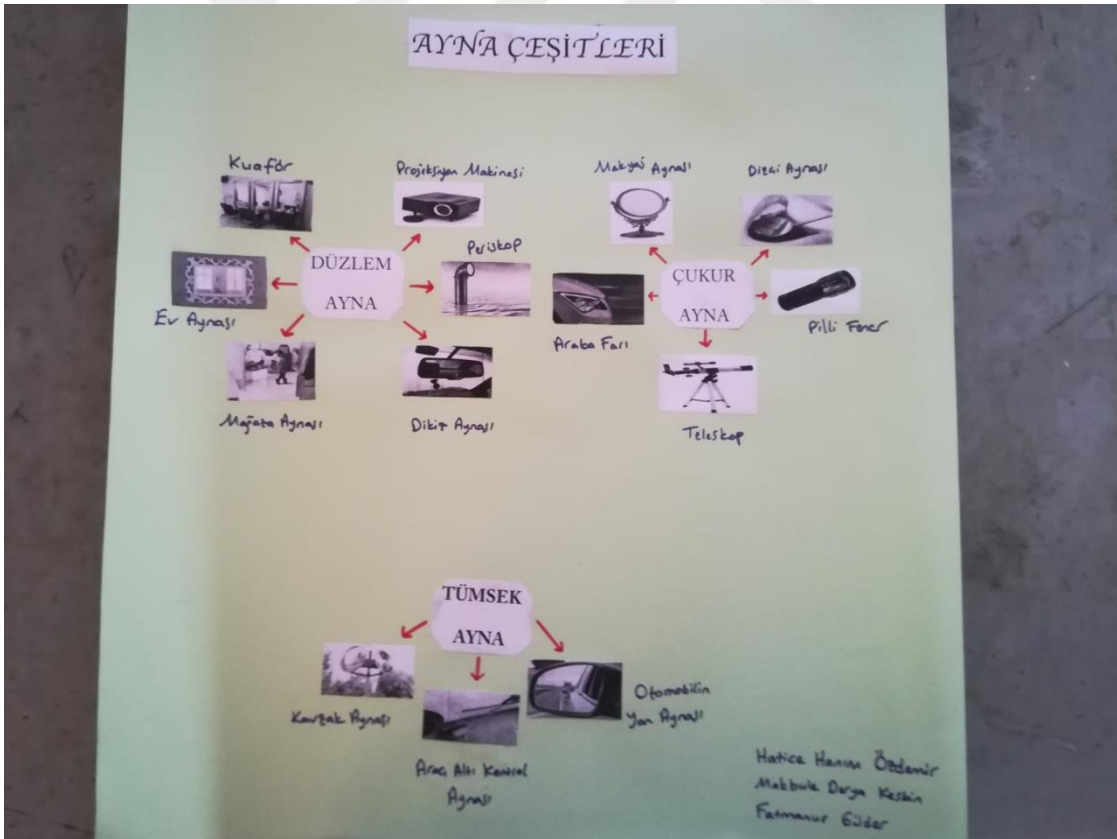 AYNA ÇEŞİTLERİ
Kuaför
Projeksiyon Makinesi
Periskop
DÜZLEM
AYNA
Ev Aynası
Mağaza Aynası
Dikiz Aynası
Makyaj Aynası
Dişçi Aynası
ÇUKUR
AYNA
Araba Farı
Pilli Fener
Teleskop
TÜMSEK
AYNA
Kavşak Aynası
Araç Altı Kontrol
Aynası
Otomobilin
Yan Aynası
Hatice Hanım Özdemir
Makbule Derya Keskin
Fatmanur Gülder